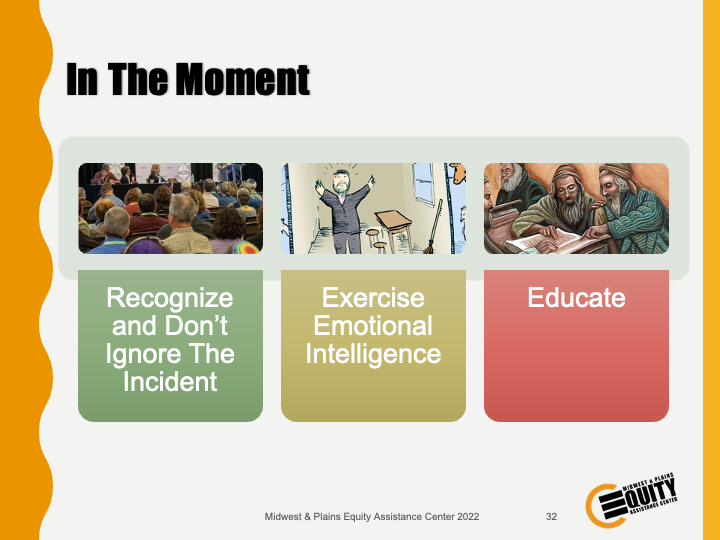 In The Moment
Recognize
and Don’t
Ignore The
Incident
Exercise
Emotional
Intelligence
Educate
Midwest & Plains Equity Assistance Center 2022
32
MIDWEST & PLAINS
EQUITY
ASSISTANCE CENTER